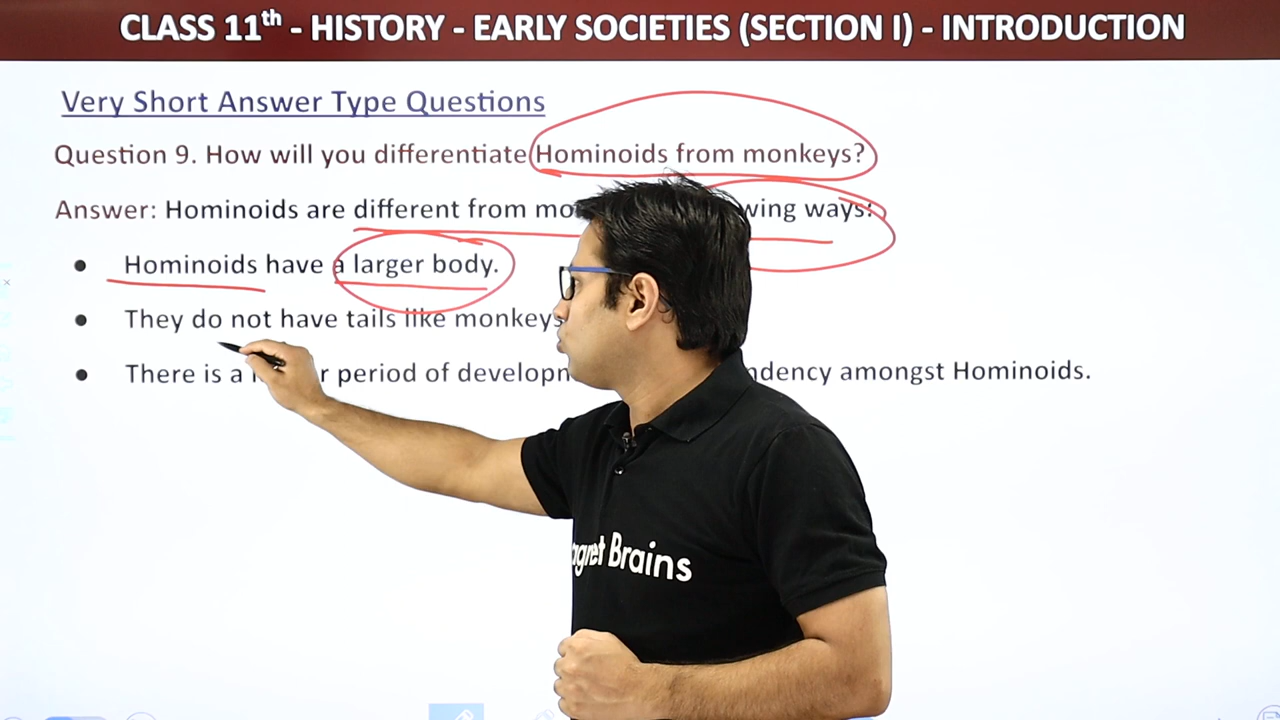 CLASS 11th - HISTORY - EARLY SOCIETIES (SECTION I) - INTRODUCTION
Very Short Answer Type Questions
Question 9. How will you differentiate Hominoids from monkeys?
Answer: Hominoids are different from wing ways:
● Hominoids have a larger body.
● They do not have tails like monkeys
● There is a period of amongst Hominoids.
Brains